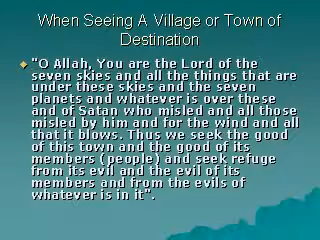 When Seeing A Village or Town of
Destination
"O Allah, You are the Lord of the
seven skies and all the things that are
under these skies and the seven
planets and whatever is over these
and of Satan who misled and all those
misled by him and for the wind and all
that it blows. Thus we seek the good
of this town and the good of its
members (people) and seek refuge
from its evil and the evil of its
members and from the evils of
whatever is in it".